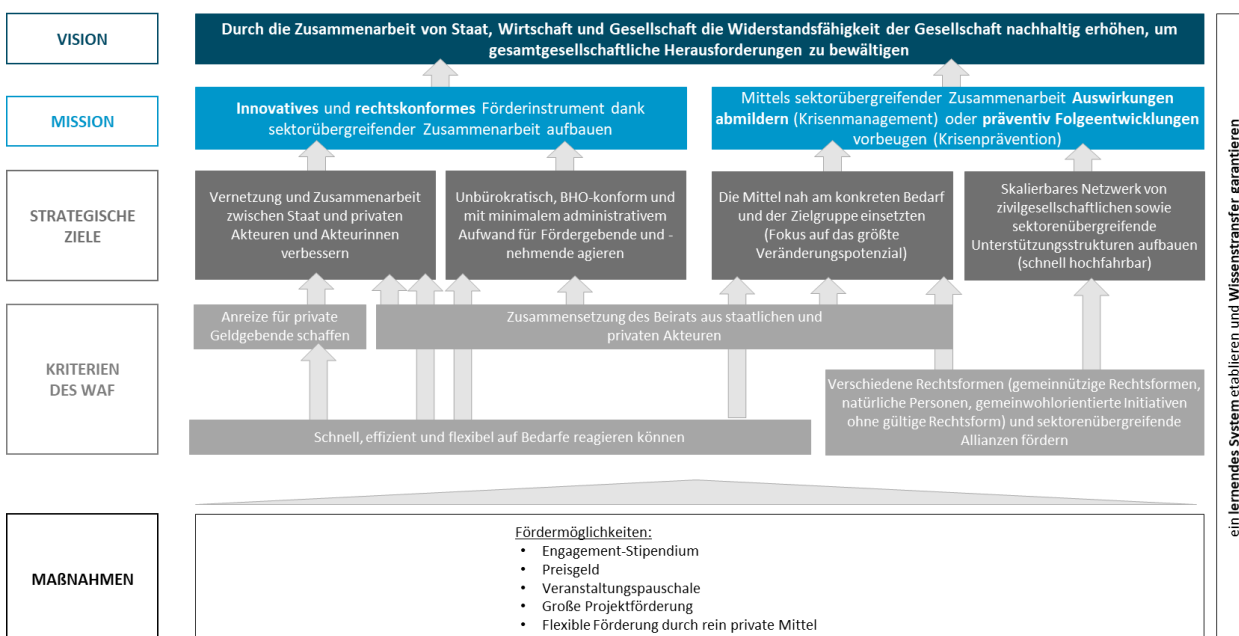 VISION
Durch die Zusammenarbeit von Staat, Wirtschaft und Gesellschaft die Widerstandsfähigkeit der Gesellschaft nachhaltig erhöhen, um
gesamtgesellschaftliche Herausforderungen zu bewältigen
MISSION
Innovatives und rechtskonformes Förderinstrument dank
sektorübergreifender Zusammenarbeit aufbauen
Mittels sektorübergreifender Zusammenarbeit Auswirkungen
abmildern (Krisenmanagement) oder präventiv Folgeentwicklungen
vorbeugen (Krisenprävention)
STRATEGISCHE
ZIELE
Vernetzung und Zusammenarbeit
zwischen Staat und privaten
Akteuren und Akteurinnen
verbessern
Unbürokratisch, BHO-konform und
mit minimalem administrativem
Aufwand für Fördergebende und -
nehmende agieren
Die Mittel nah am konkreten Bedarf
und der Zielgruppe einsetzten
(Fokus auf das größte
Veränderungspotenzial)
Skalierbares Netzwerk von
zivilgesellschaftlichen sowie
sektorenübergreifende
Unterstützungsstrukturen aufbauen
(schnell hochfahrbar)
KRITERIEN
DES WAF
Anreize für private
Geldgebende schaffen
Zusammensetzung des Beirats aus staatlichen und
privaten Akteuren
Verschiedene Rechtsformen (gemeinnützige Rechtsformen,
natürliche Personen, gemeinwohlorientierte Initiativen
ohne gültige Rechtsform) und sektorenübergreifende
Allianzen fördern
Schnell, effizient und flexibel auf Bedarfe reagieren können
MAßNAHMEN
Fördermöglichkeiten:
• Engagement-Stipendium
• Preisgeld
• Veranstaltungspauschale
• Große Projektförderung
• Flexible Förderung durch rein private Mittel
ein lernendes System etablieren und Wissenstransfer garantieren